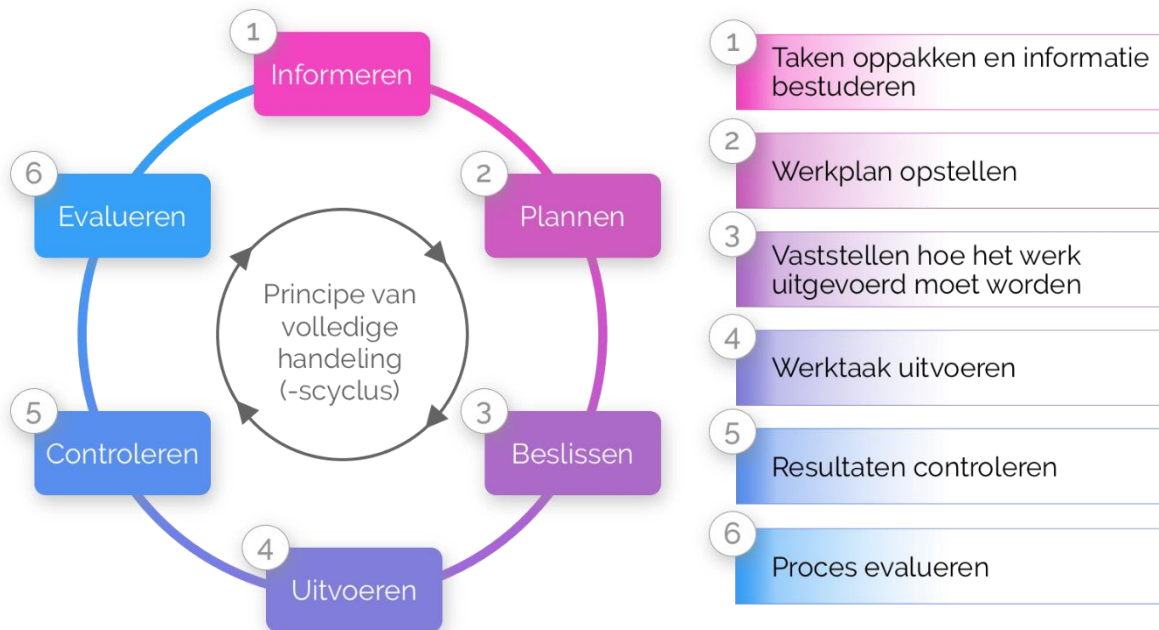 1
Informeren
2
Plannen
3
Beslissen
4
Uitvoeren
5
Controleren
6
Evalueren
Principe van
volledige
handeling
(-scyclus)
1
Taken oppakken en informatie
bestuderen
2
Werkplan opstellen
3
Vaststellen hoe het werk
uitgevoerd moet worden
4
Werktaak uitvoeren
5
Resultaten controleren
6
Proces evalueren